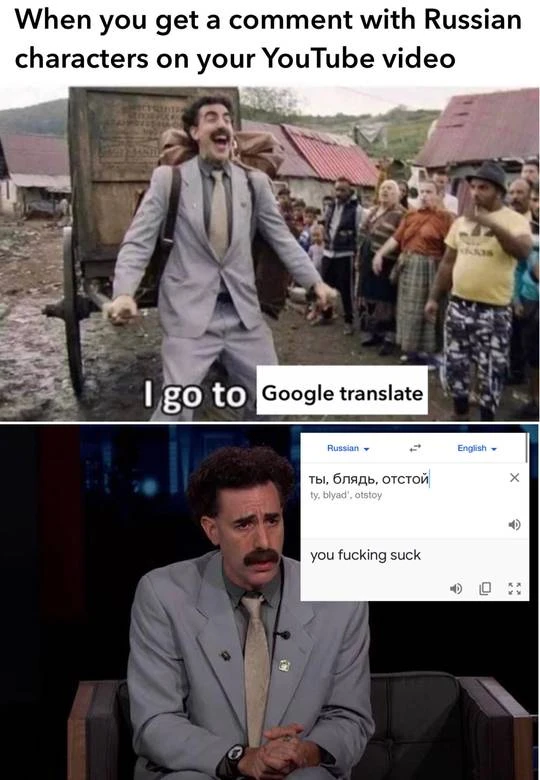 When you get a comment with Russian
characters on your YouTube video
I go to Google translate
Russian English
ты, блядь, отстой
ty, blyad', otstoy
you fucking suck